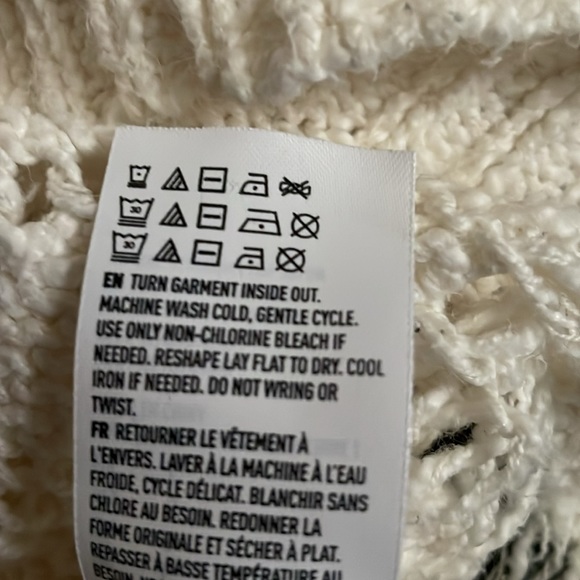 30
30
EN TURN GARMENT INSIDE OUT.
MACHINE WASH COLD, GENTLE CYCLE.
USE ONLY NON-CHLORINE BLEACH IF
NEEDED. RESHAPE LAY FLAT TO DRY. COOL
IRON IF NEEDED. DO NOT WRING OR
TWIST.
FR RETOURNER LE VÊTEMENT À
L'ENVERS. LAVER À LA MACHINE À L'EAU
FROIDE, CYCLE DÉLICAT. BLANCHIR SANS
CHLORE AU BESOIN. REDONNER LA
FORME ORIGINALE ET SÉCHER À PLAT.
REPASSER À BASSE TEMPÉRATURE AU
BESOIN.